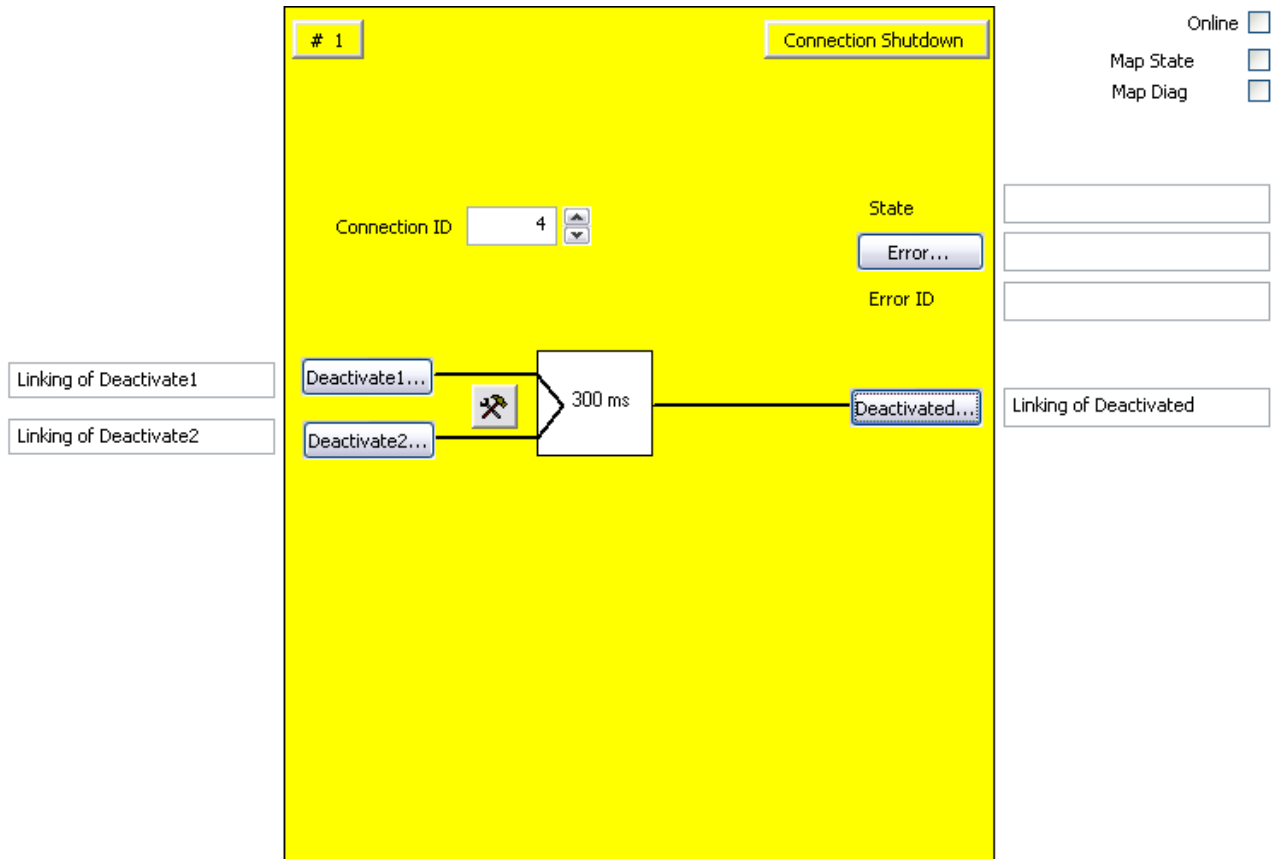 # 1
Connection Shutdown
Online
Map State
Map Diag
Connection ID
4
State
Error...
Error ID
Linking of Deactivate1
Deactivate1...
300 ms
Deactivated...
Linking of Deactivated
Linking of Deactivate2
Deactivate2...